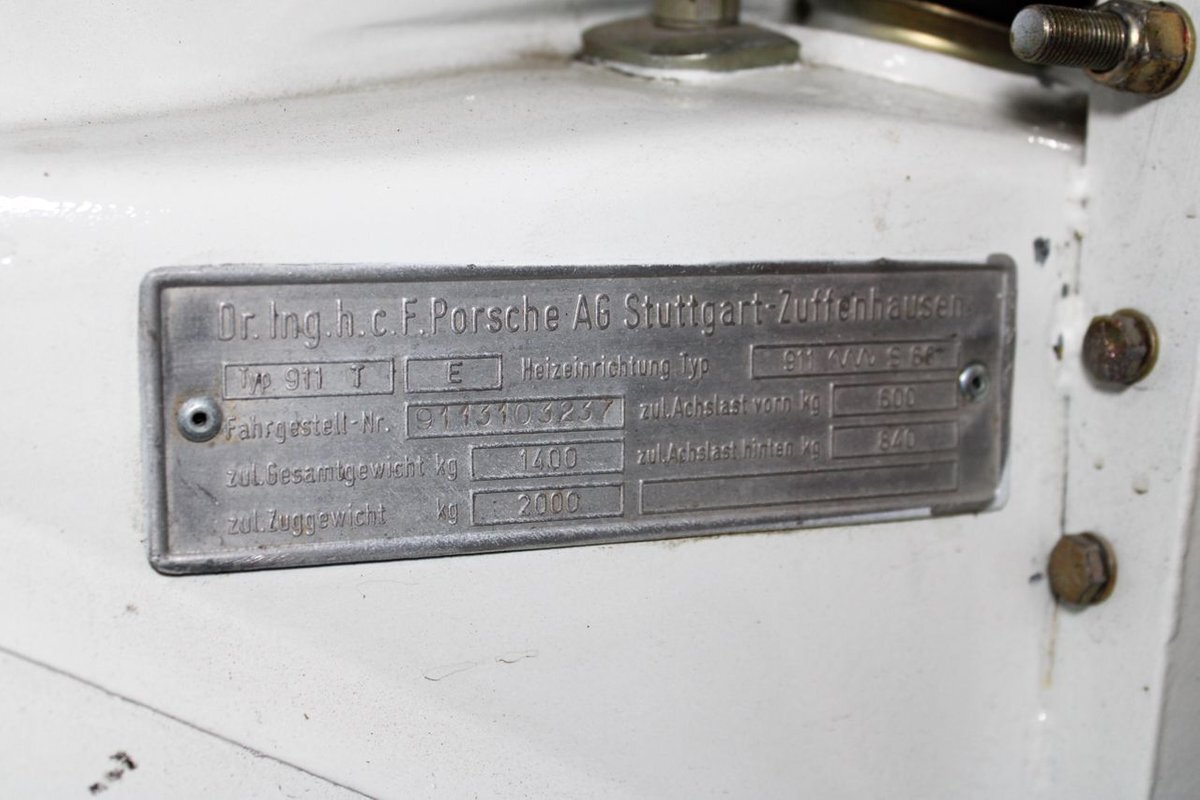 Dr. Ing. h. c. F. Porsche AG Stuttgart-Zuffenhausen
Typ 911 T E Heizeinrichtung Typ 911
Fahrgestell-Nr. 9113103237 zul. Achslast vorn kg 600
zul. Gesamtgewicht kg 1400 zul. Achslast hinten kg 840
zul. Zuggewicht kg 2000